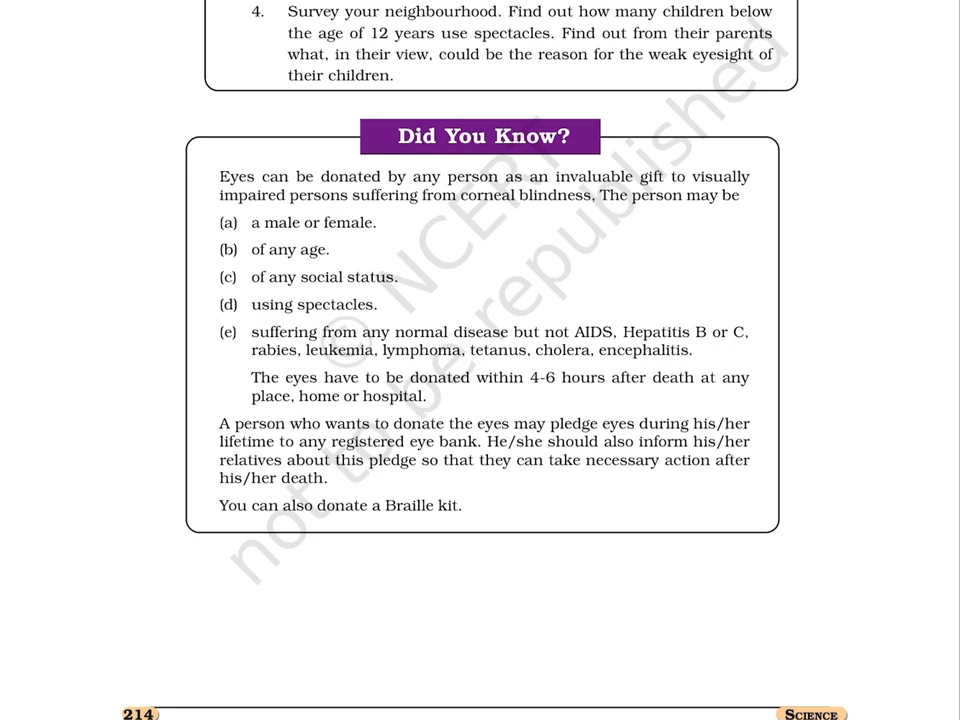 4. Survey your neighbourhood. Find out how many children below
the age of 12 years use spectacles. Find out from their parents
what, in their view, could be the reason for the weak eyesight of
their children.
Did You Know?
Eyes can be donated by any person as an invaluable gift to visually
impaired persons suffering from corneal blindness. The person may be
(a) a male or female.
(b) of any age.
(c) of any social status.
(d) using spectacles.
(e) suffering from any normal disease but not AIDS, Hepatitis B or C,
rabies, leukemia, lymphoma, tetanus, cholera, encephalitis.
The eyes have to be donated within 4-6 hours after death at any
place, home or hospital.
A person who wants to donate the eyes may pledge eyes during his/her
lifetime to any registered eye bank. He/she should also inform his/her
relatives about this pledge so that they can take necessary action after
his/her death.
You can also donate a Braille kit.
© NCERT
not to be republished
214
SCIENCE